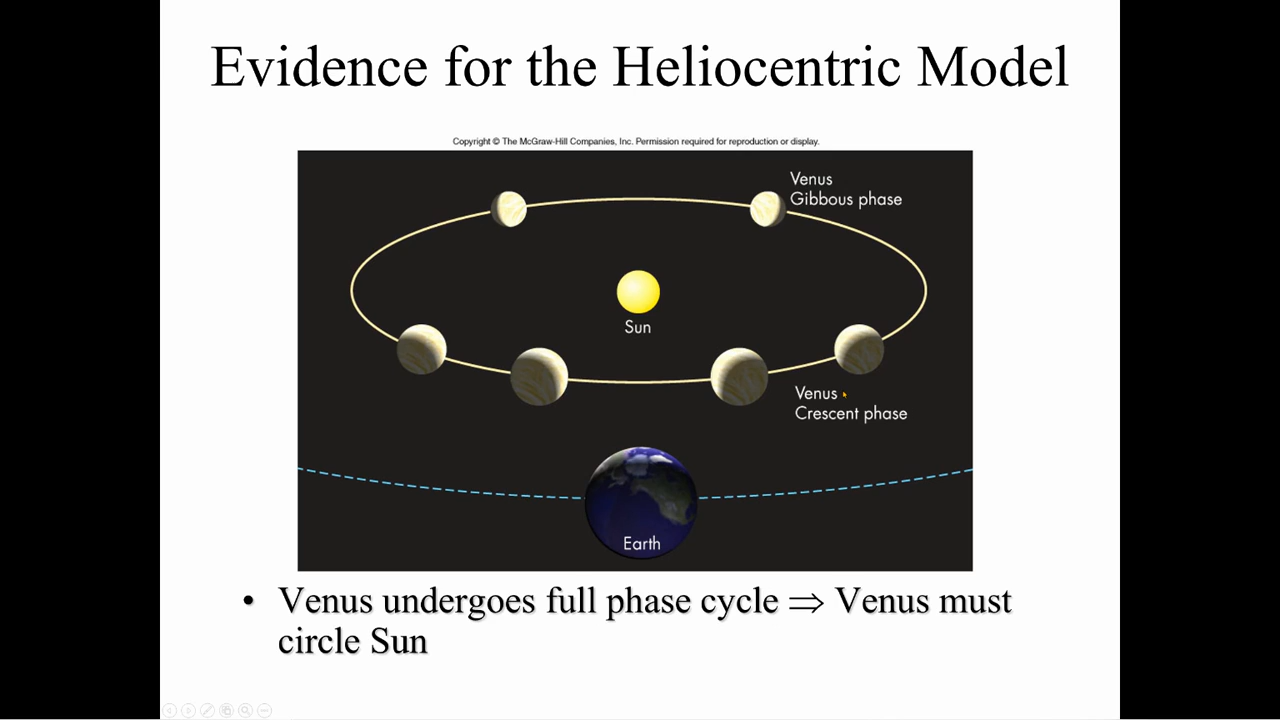 Evidence for the Heliocentric Model
Copyright © The McGraw-Hill Companies, Inc. Permission required for reproduction or display.
Venus
Gibbous phase
Sun
Venus
Crescent phase
Earth
• Venus undergoes full phase cycle ⇒ Venus must
circle Sun